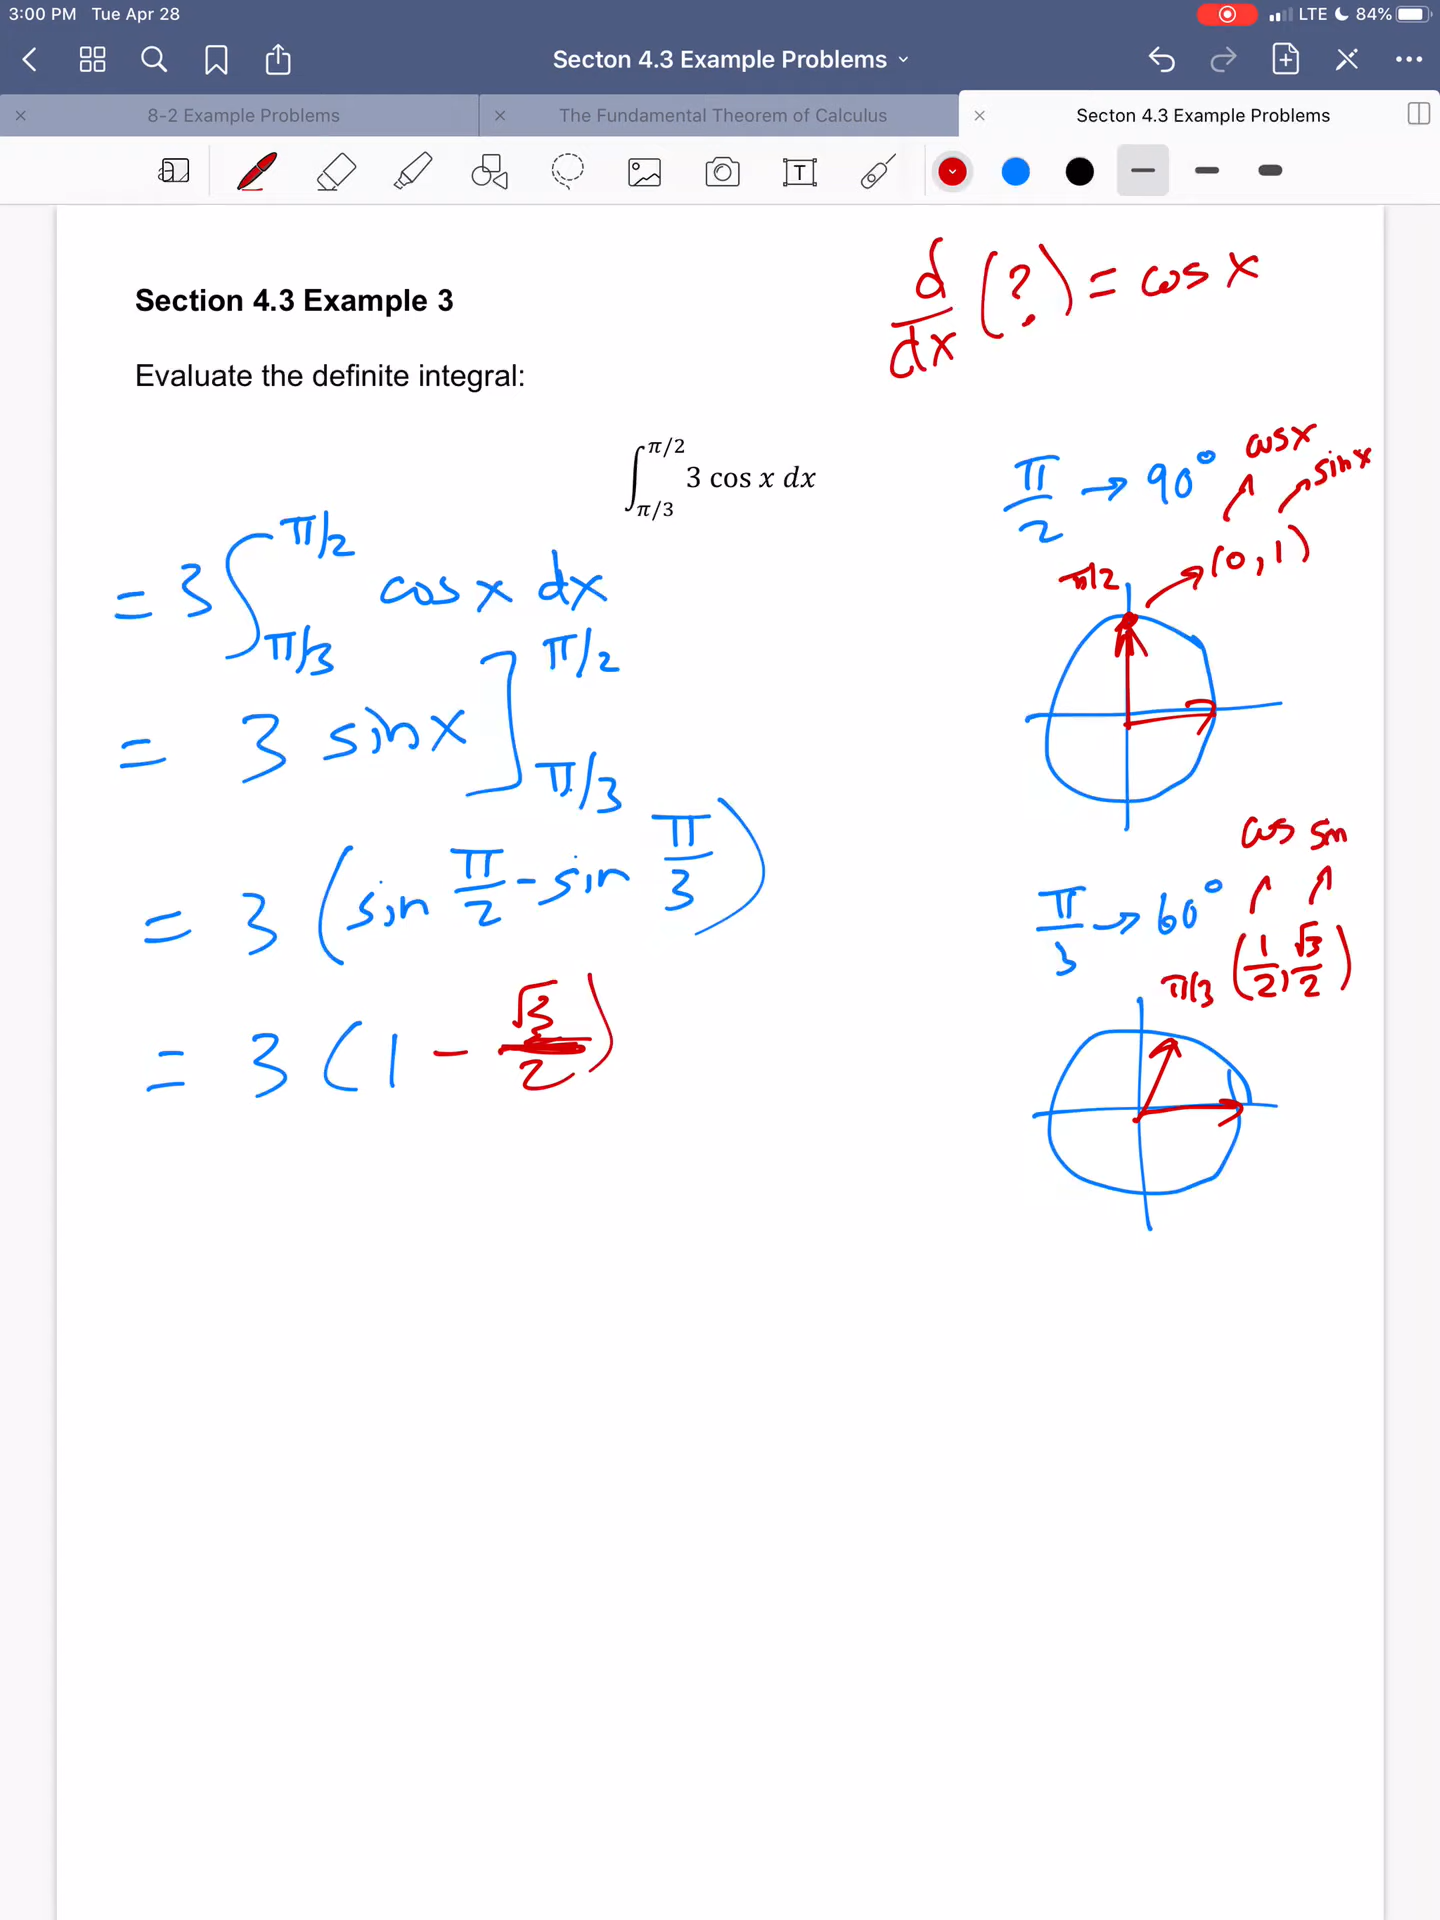 3:00 PM Tue Apr 28
LTE 84%
Secton 4.3 Example Problems
8-2 Example Problems
The Fundamental Theorem of Calculus
Secton 4.3 Example Problems
T
d/dx (?) = cos x
Section 4.3 Example 3
Evaluate the definite integral:
∫_{π/3}^{π/2} 3 cos x dx
= 3 ∫_{π/3}^{π/2} cos x dx
= 3 sin x ]_{π/3}^{π/2}
= 3 (sin π/2 - sin π/3)
= 3 (1 - √3/2)
cos x
sin x
π/2 → 90°
(0, 1)
π/2
cos sin
π/3 → 60°
(1/2, √3/2)
π/3